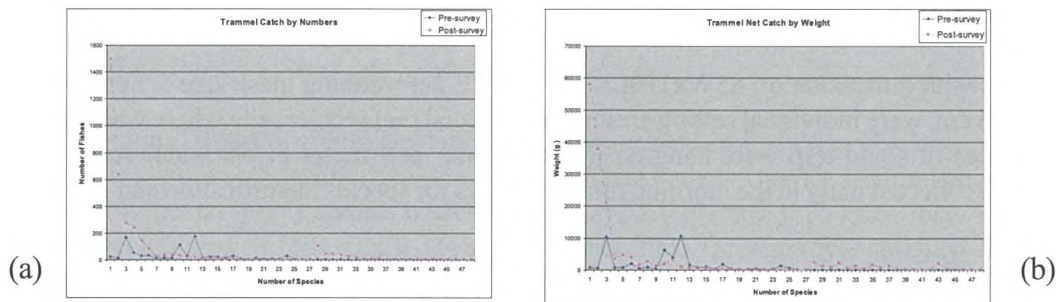 (a)
Trammel Catch by Numbers
Pre-survey
Post-survey
Number of Fishes
1600
1400
1200
1000
800
600
400
200
0
1 3 5 7 9 11 13 15 17 19 21 23 25 27 29 31 33 35 37 39 41 43 45 47
Number of Species
Trammel Net Catch by Weight
Pre-survey
Post-survey
Weight (g.)
70000
60000
50000
40000
30000
20000
10000
0
1 3 5 7 9 11 13 15 17 19 21 23 25 27 29 31 33 35 37 39 41 43 45 47
Number of Species
(b)